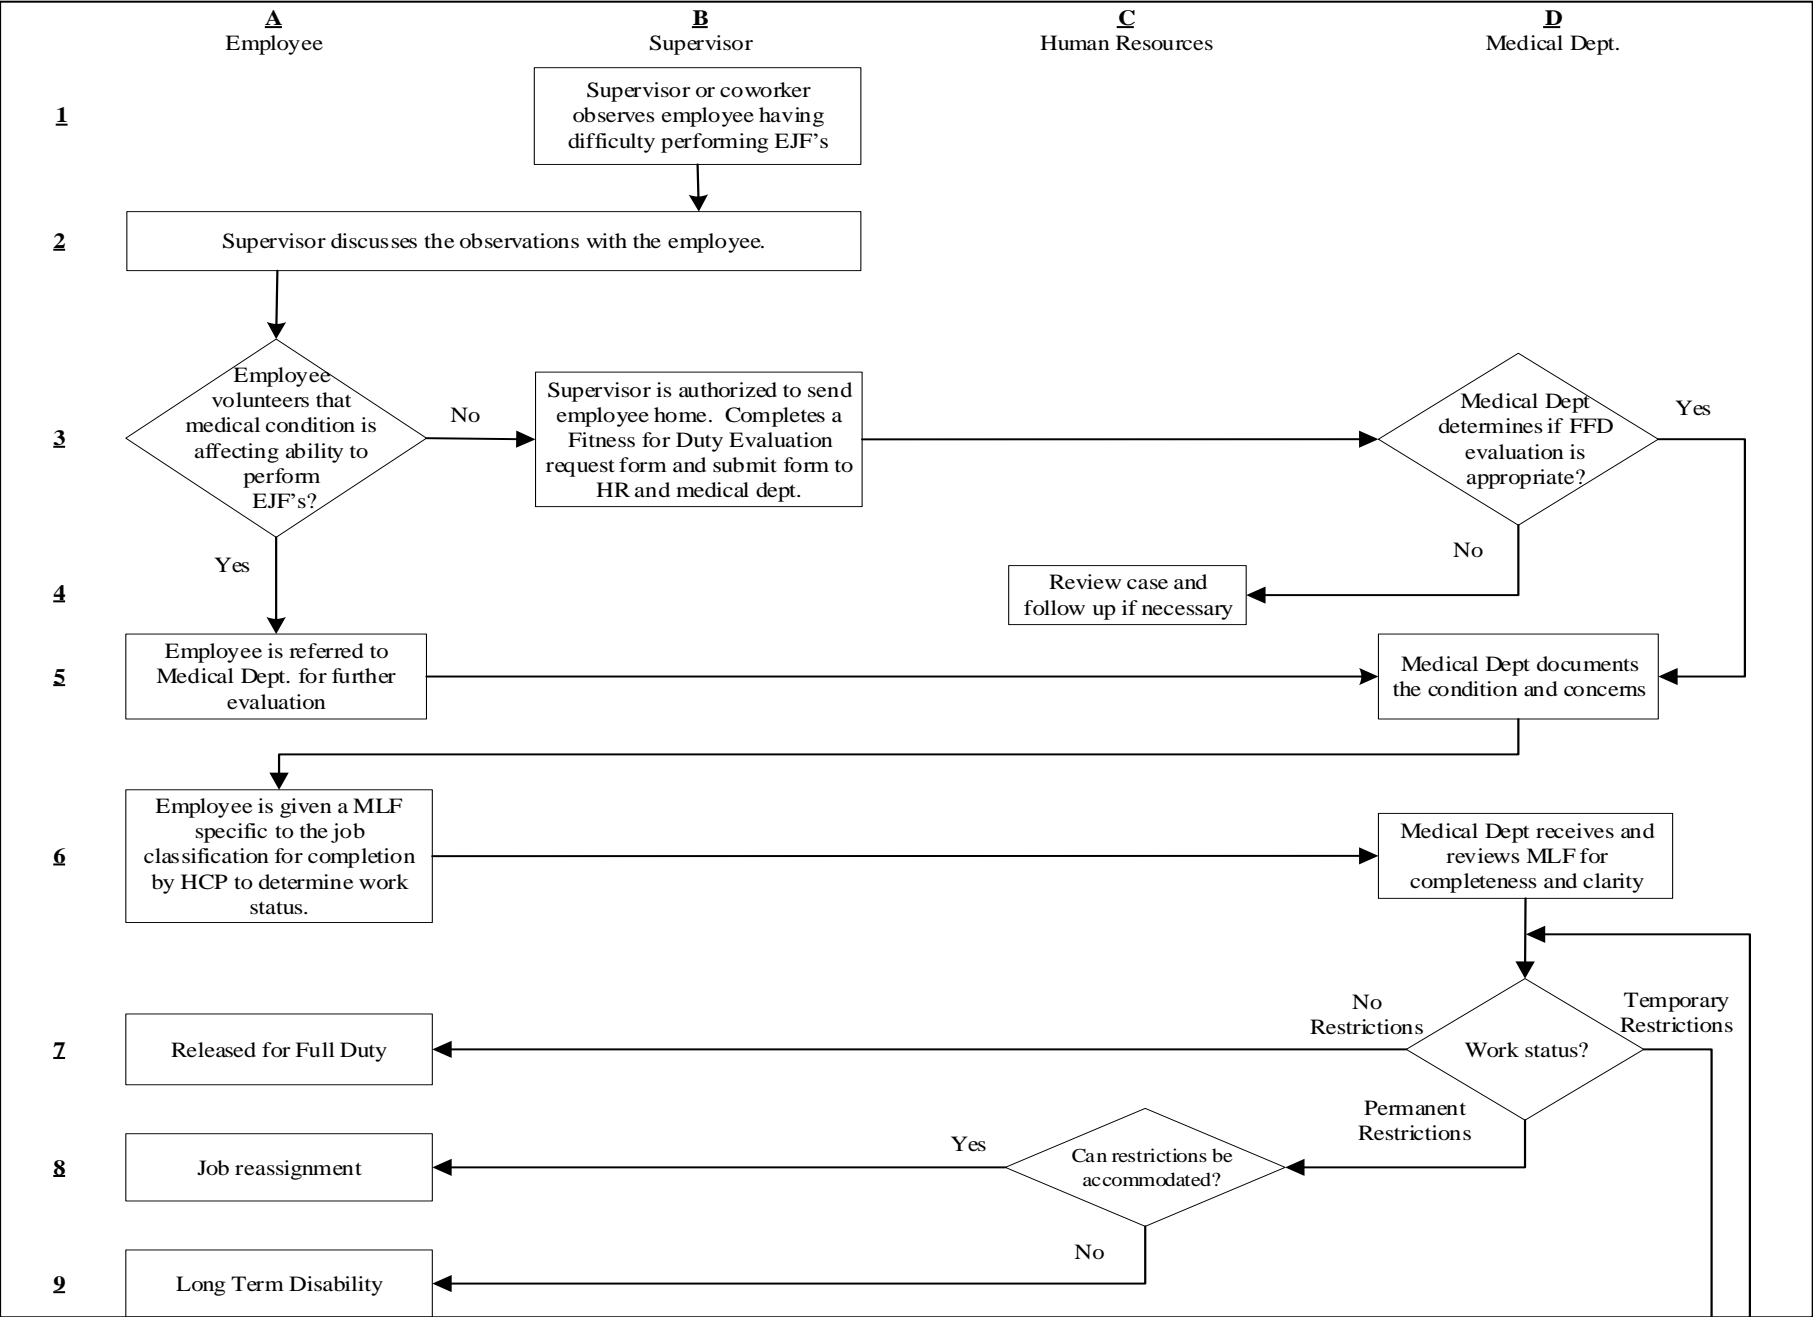 A
Employee
B
Supervisor
C
Human Resources
D
Medical Dept.
1
Supervisor or coworker
observes employee having
difficulty performing EJF's
2
Supervisor discusses the observations with the employee.
3
Employee
volunteers that
medical condition is
affecting ability to
perform
EJF's?
No
Yes
Supervisor is authorized to send
employee home. Completes a
Fitness for Duty Evaluation
request form and submit form to
HR and medical dept.
Medical Dept
determines if FFD
evaluation is
appropriate?
Yes
No
4
Review case and
follow up if necessary
5
Employee is referred to
Medical Dept. for further
evaluation
Medical Dept documents
the condition and concerns
6
Employee is given a MLF
specific to the job
classification for completion
by HCP to determine work
status.
Medical Dept receives and
reviews MLF for
completeness and clarity
7
Released for Full Duty
No
Restrictions
Work status?
Temporary
Restrictions
Permanent
Restrictions
8
Job reassignment
Yes
Can restrictions be
accommodated?
No
9
Long Term Disability